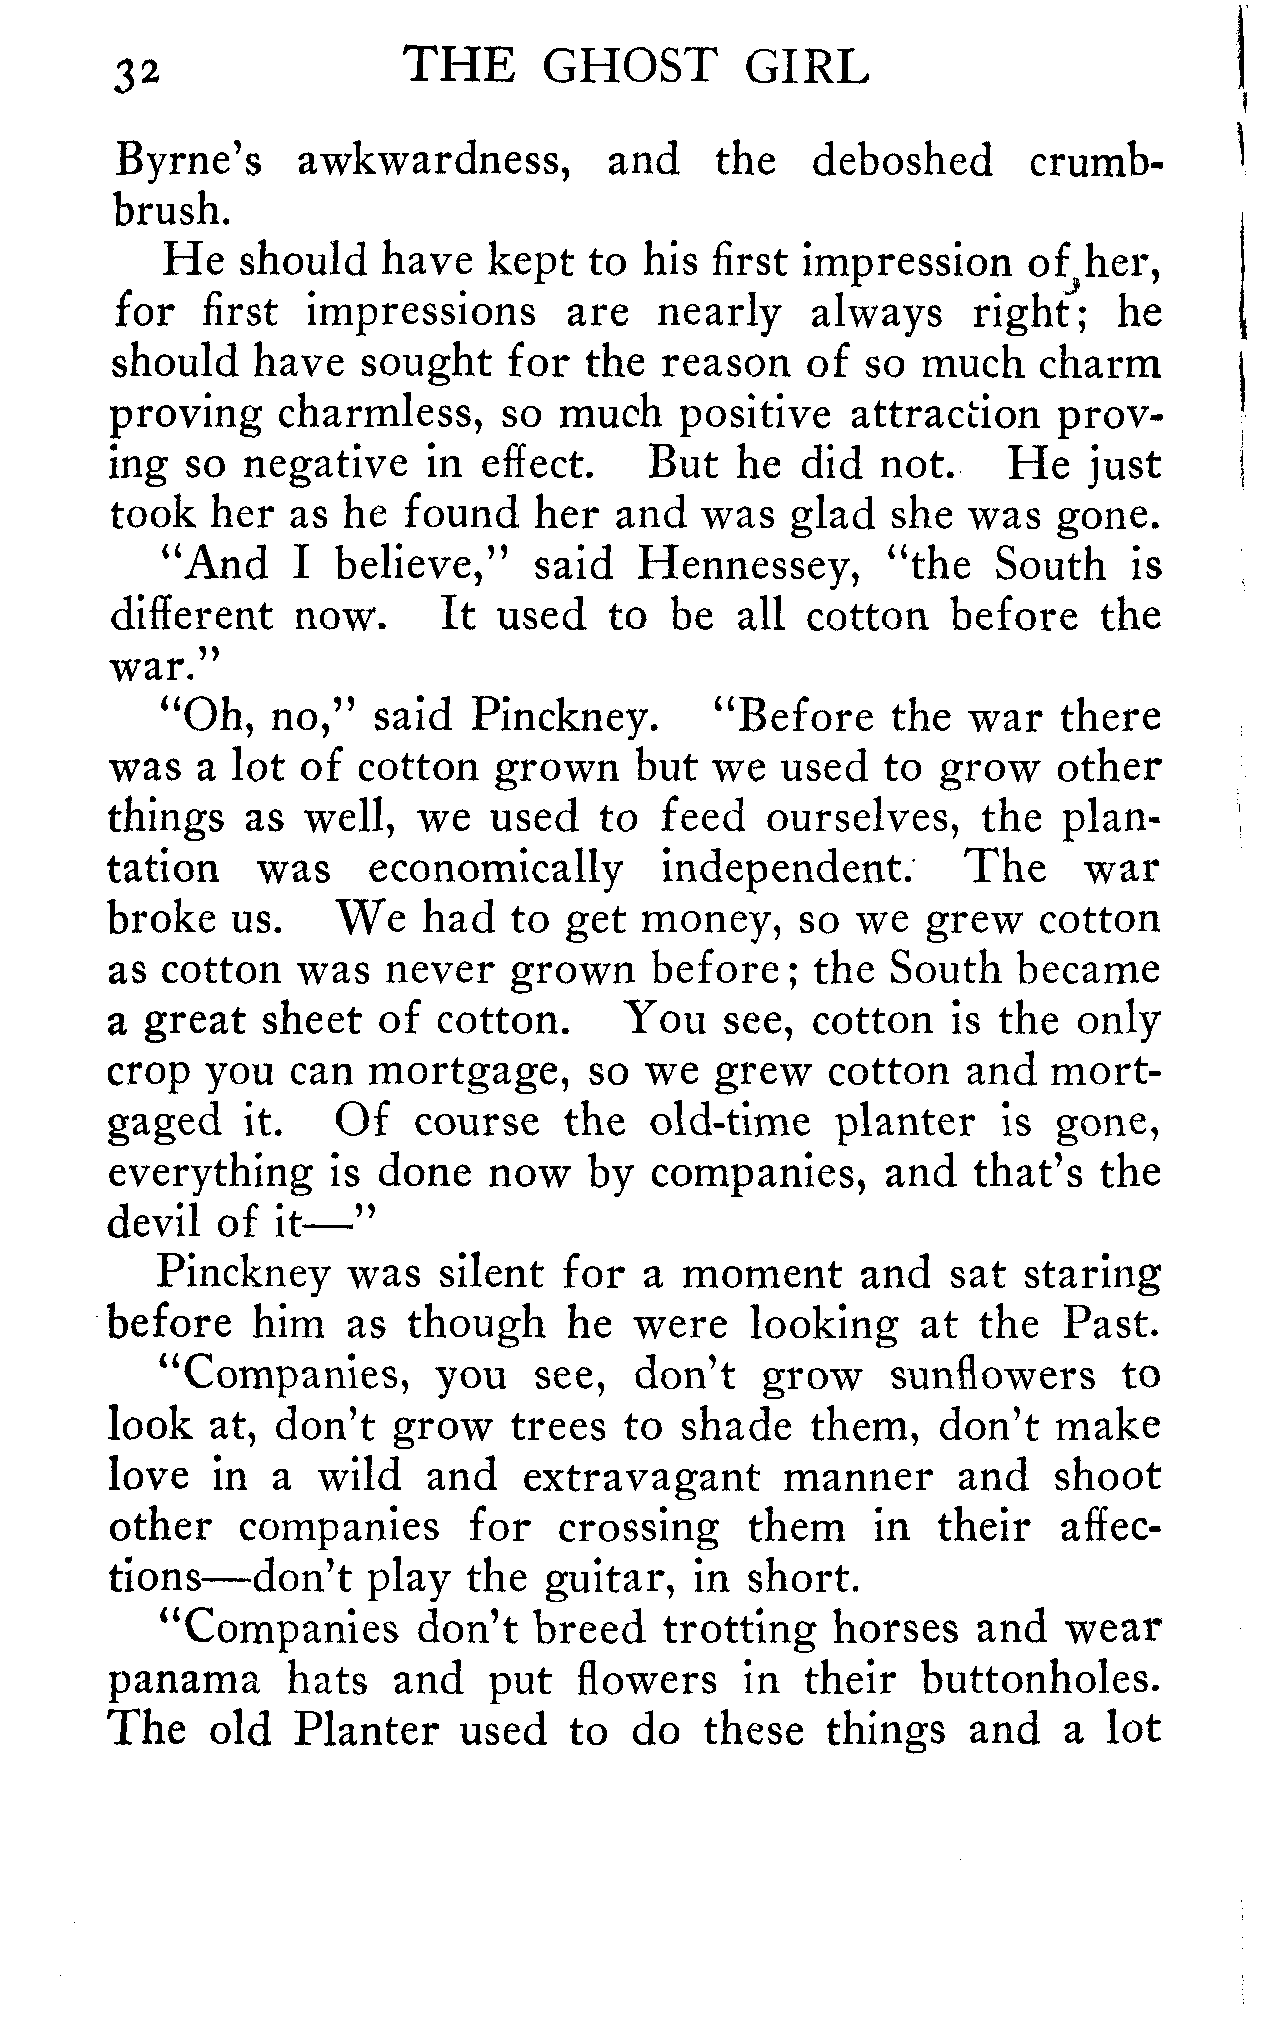 32 THE GHOST GIRL
Byrne's awkwardness, and the deboshed crumb-
brush.
He should have kept to his first impression of her,
for first impressions are nearly always right; he
should have sought for the reason of so much charm
proving charmless, so much positive attraction prov-
ing so negative in effect. But he did not. He just
took her as he found her and was glad she was gone.
"And I believe," said Hennessey, "the South is
different now. It used to be all cotton before the
war."
"Oh, no," said Pinckney. "Before the war there
was a lot of cotton grown but we used to grow other
things as well, we used to feed ourselves, the plan-
tation was economically independent. The war
broke us. We had to get money, so we grew cotton
as cotton was never grown before; the South became
a great sheet of cotton. You see, cotton is the only
crop you can mortgage, so we grew cotton and mort-
gaged it. Of course the old-time planter is gone,
everything is done now by companies, and that's the
devil of it—"
Pinckney was silent for a moment and sat staring
before him as though he were looking at the Past.
"Companies, you see, don't grow sunflowers to
look at, don't grow trees to shade them, don't make
love in a wild and extravagant manner and shoot
other companies for crossing them in their affec-
tions—don't play the guitar, in short.
"Companies don't breed trotting horses and wear
panama hats and put flowers in their buttonholes.
The old Planter used to do these things and a lot